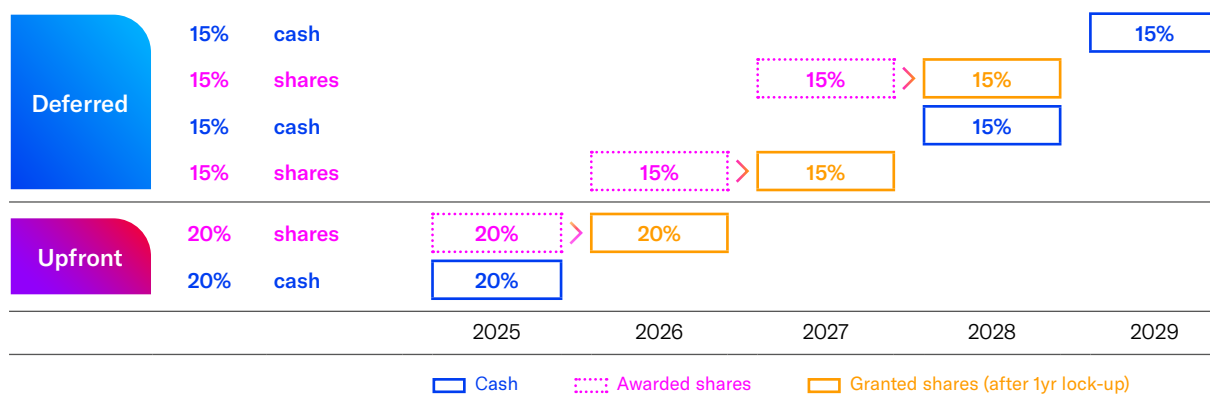 15% cash 15%
15% shares 15% 15%
Deferred
15% cash 15%
15% shares 15% 15%
20% shares 20% 20%
Upfront
20% cash 20%
2025 2026 2027 2028 2029
Cash Awarded shares Granted shares (after 1yr lock-up)